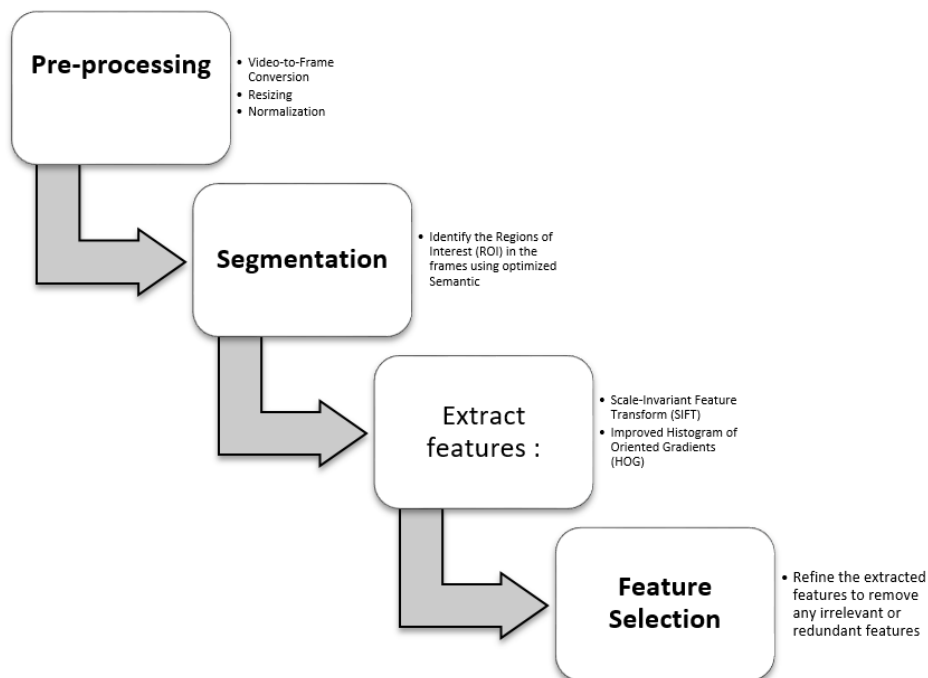 Pre-processing
• Video-to-Frame
Conversion
• Resizing
• Normalization
Segmentation
• Identify the Regions of
Interest (ROI) in the
frames using optimized
Semantic
Extract
features :
• Scale-Invariant Feature
Transform (SIFT)
• Improved Histogram of
Oriented Gradients
(HOG)
Feature
Selection
• Refine the extracted
features to remove
any irrelevant or
redundant features